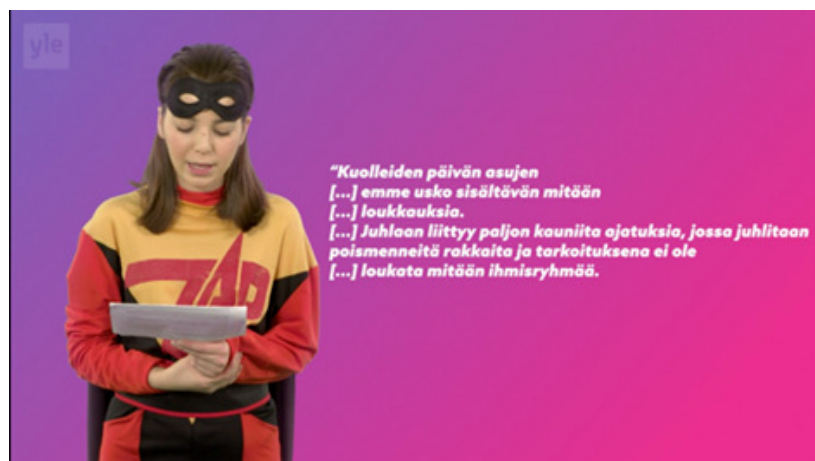 yle
"Kuolleiden päivän asujen
[...] emme usko sisältävän mitään
[...] loukkauksia.
[...] Juhlaan liittyy paljon kauniita ajatuksia, jossa juhlitaan
poismenneitä rakkaita ja tarkoituksena ei ole
[...] loukata mitään ihmisryhmää.
ZAP